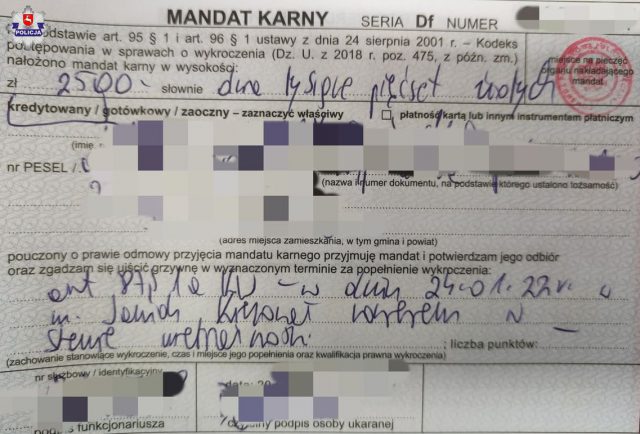 POLICJA
MANDAT KARNY SERIA Df NUMER
podstawie art. 95 § 1 i art. 96 § 1 ustawy z dnia 24 sierpnia 2001 r. – Kodeks
postępowania w sprawach o wykroczenia (Dz. U. z 2018 r. poz. 475, z późn. zm.)
nałożono mandat karny w wysokości:
miejsce na pieczęć
organu nakładającego
mandat
zł 2500- słownie dwa tysiące pięćset złotych
kredytowany / gotówkowy / zaoczny – zaznaczyć właściwy ☐ płatność kartą lub innym instrumentem płatniczym
(imię
nr PESEL /
(nazwa i numer dokumentu, na podstawie którego ustalono tożsamość)
(adres miejsca zamieszkania, w tym gmina i powiat)
pouczony o prawie odmowy przyjęcia mandatu karnego przyjmuję mandat i potwierdzam jego odbiór
oraz zgadzam się uiścić grzywnę w wyznaczonym terminie za popełnienie wykroczenia:
art 87§1a KW – w dniu 24.01.22r. w
m. kierował rowerem w
stanie nietrzeźwości. –
; liczba punktów:
(zachowanie stanowiące wykroczenie, czas i miejsce jego popełnienia oraz kwalifikacja prawna wykroczenia)
nr służbowy / identyfikacyjny
data: 20
funkcjonariusza
podpis osoby ukaranej